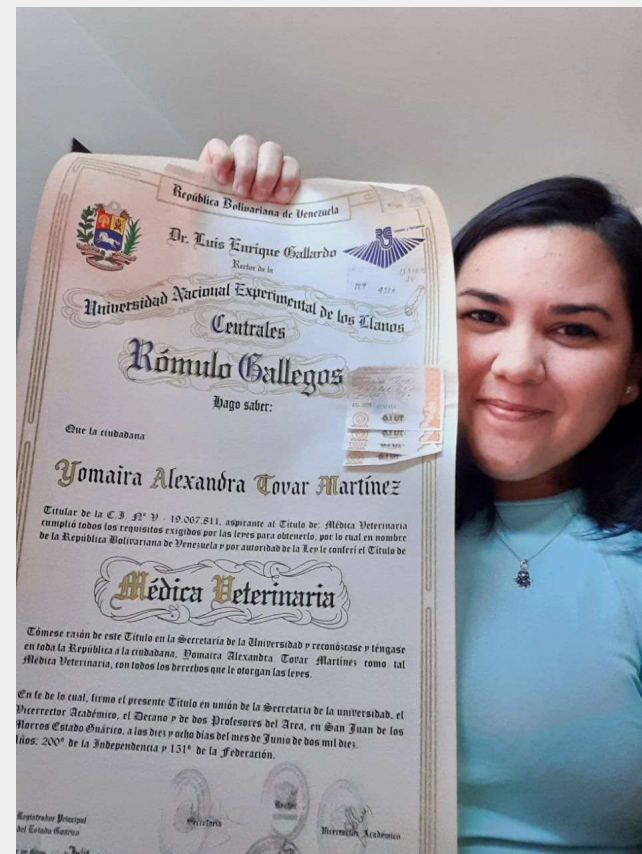 República Bolivariana de Venezuela
Dr. Luis Enrique Gallardo
Rector de la
Universidad Nacional Experimental de los Llanos
Centrales
Rómulo Gallegos
Hago saber:
Que la ciudadana
Yomaira Alexandra Tovar Martínez
Titular de la C.I. Nº V - 19.067.811, aspirante al Título de: Médica Veterinaria
cumplió todos los requisitos exigidos por las leyes para obtenerlo, por lo cual en nombre
de la República Bolivariana de Venezuela y por autoridad de la Ley le conferí el Título de
Médica Veterinaria
Tómese razón de este Título en la Secretaría de la Universidad y reconózcase y téngase
en toda la República a la ciudadana, Yomaira Alexandra Tovar Martínez como tal
Médica Veterinaria, con todos los derechos que le otorgan las leyes.
En fe de lo cual, firmo el presente Título en unión de la Secretaria de la universidad, el
Vicerrector Académico, el Decano y de dos Profesores del Area, en San Juan de los
Morros Estado Guárico, a los diez y ocho días del mes de Junio de dos mil diez.
Años: 200º de la Independencia y 151º de la Federación.
Rector
Registrador Principal
del Estado Guárico
Secretaria
Vicerrector Académico
Julio